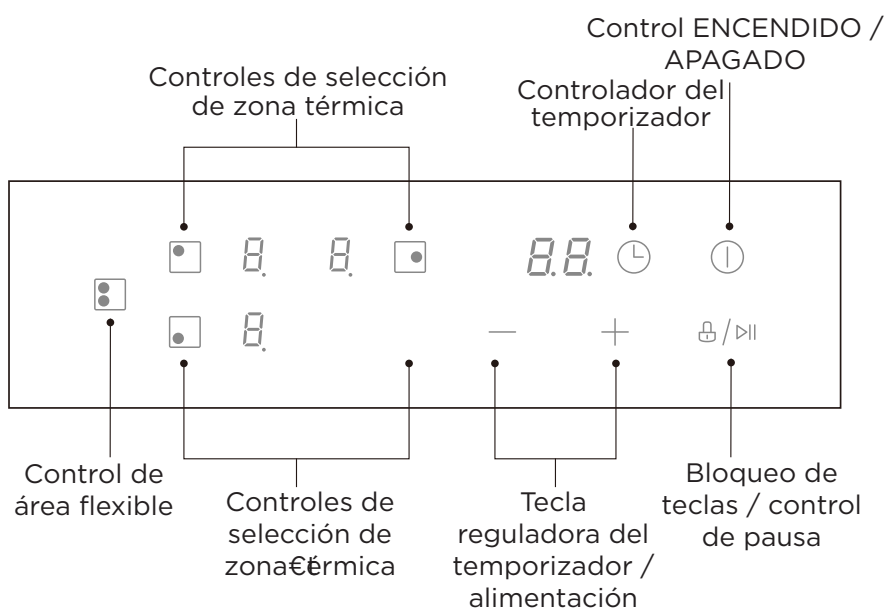 Control ENCENDIDO /
APAGADO
Controles de selección
de zona térmica
Controlador del
temporizador
8. 8. 8.8.
8.
Control de
área flexible
Controles de
selección de
zona€térmica
Tecla
reguladora del
temporizador /
alimentación
Bloqueo de
teclas / control
de pausa